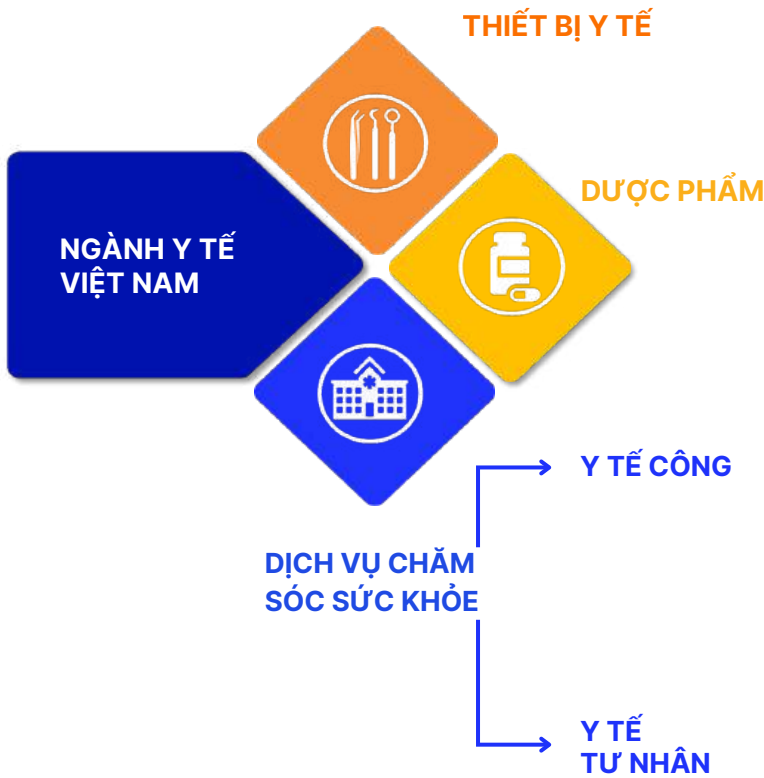 THIẾT BỊ Y TẾ
DƯỢC PHẨM
NGÀNH Y TẾ
VIỆT NAM
Y TẾ CÔNG
DỊCH VỤ CHĂM
SÓC SỨC KHỎE
Y TẾ
TƯ NHÂN